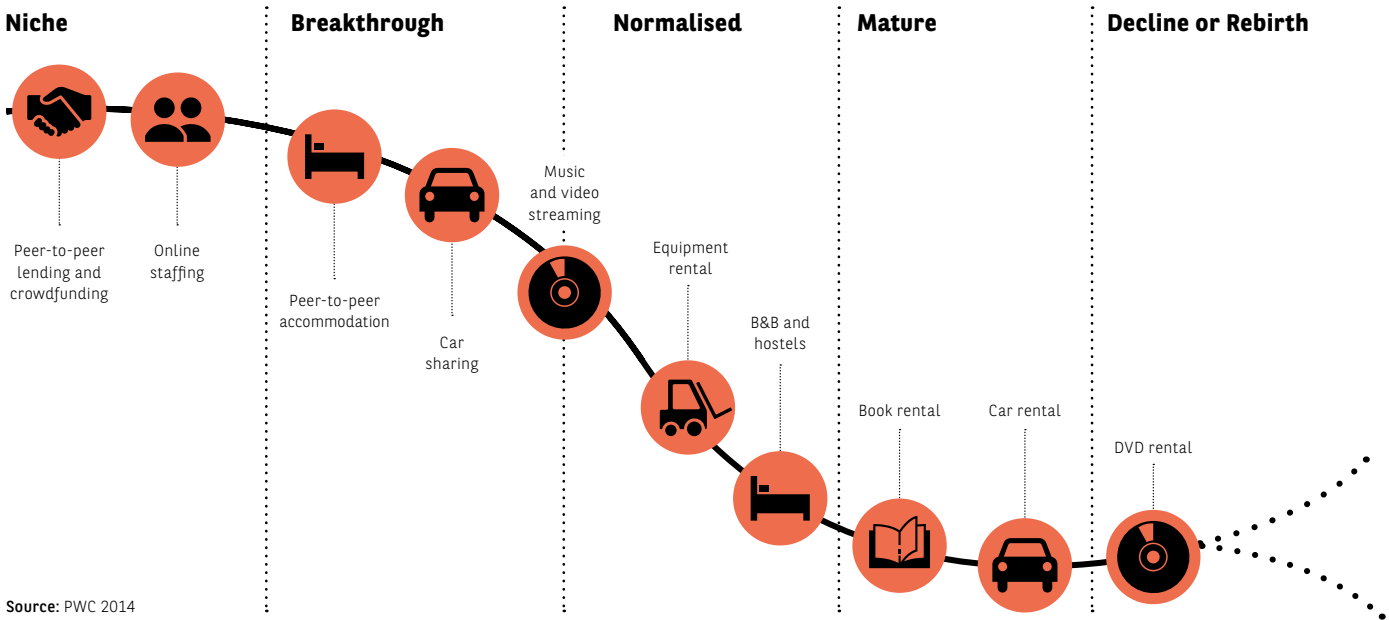 Niche
Breakthrough
Normalised
Mature
Decline or Rebirth
Peer-to-peer
lending and
crowdfunding
Online
staffing
Peer-to-peer
accommodation
Car
sharing
Music
and video
streaming
Equipment
rental
B&B and
hostels
Book rental
Car rental
DVD rental
Source: PWC 2014